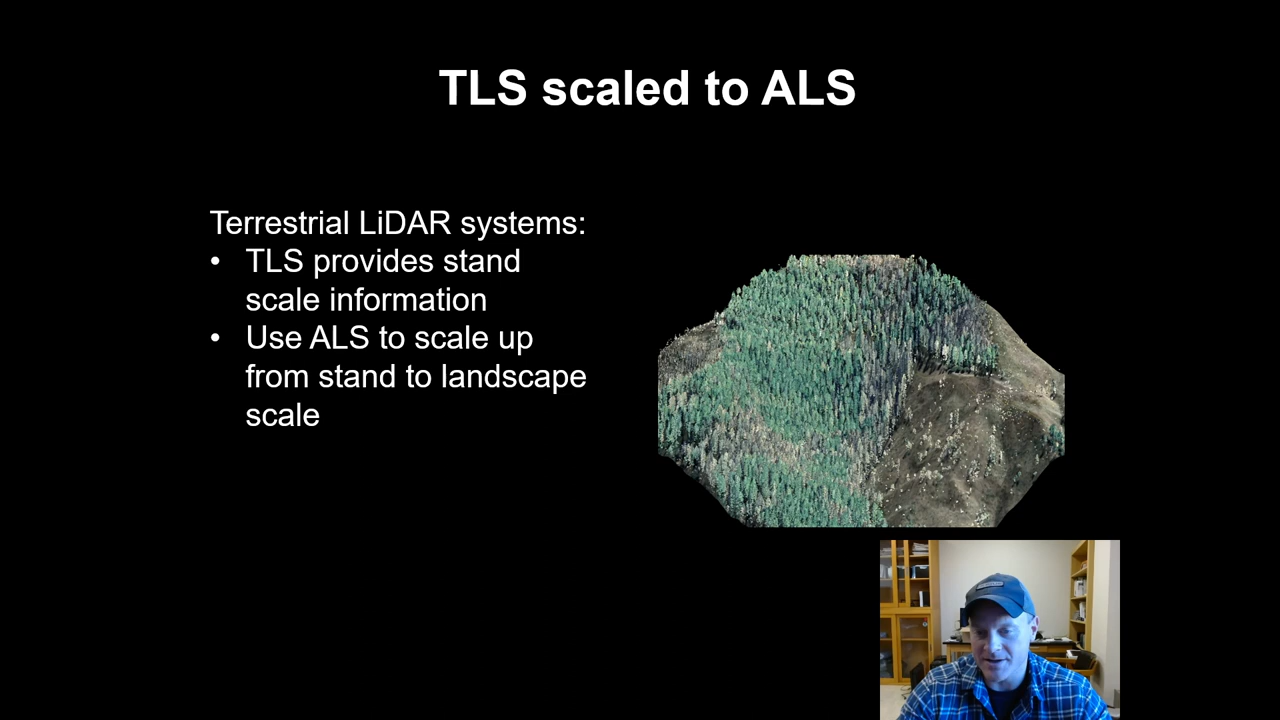 TLS scaled to ALS
Terrestrial LiDAR systems:
• TLS provides stand
scale information
• Use ALS to scale up
from stand to landscape
scale